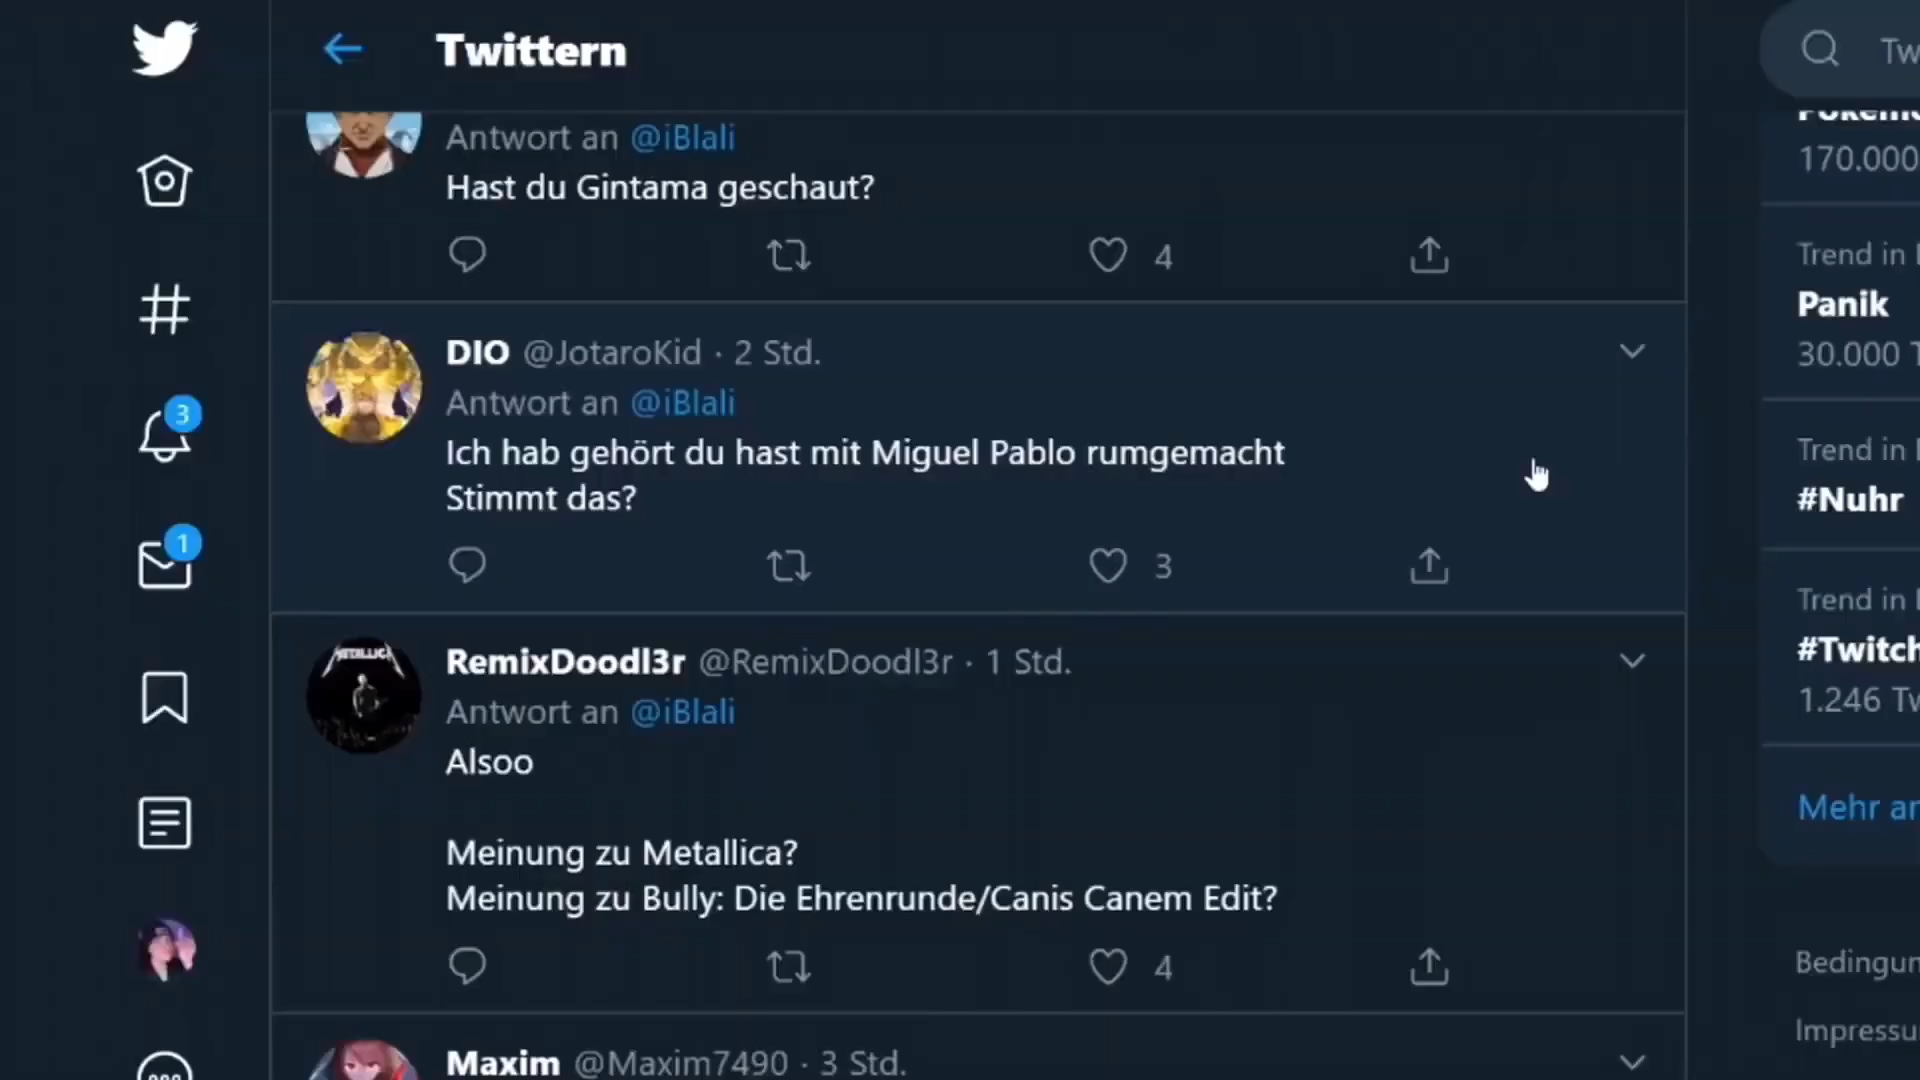 Twittern
Antwort an @iBlali
Hast du Gintama geschaut?
4
DIO @JotaroKid · 2 Std.
Antwort an @iBlali
Ich hab gehört du hast mit Miguel Pablo rumgemacht
Stimmt das?
3
RemixDoodl3r @RemixDoodl3r · 1 Std.
Antwort an @iBlali
Alsoo
Meinung zu Metallica?
Meinung zu Bully: Die Ehrenrunde/Canis Canem Edit?
4
Maxim @Maxim7490 · 3 Std.
3
1
METALLICA
Tw
170.000
Trend in
Panik
30.000 T
Trend in
#Nuhr
Trend in
#Twitch
1.246 Tw
Mehr an
Bedingun
Impressu